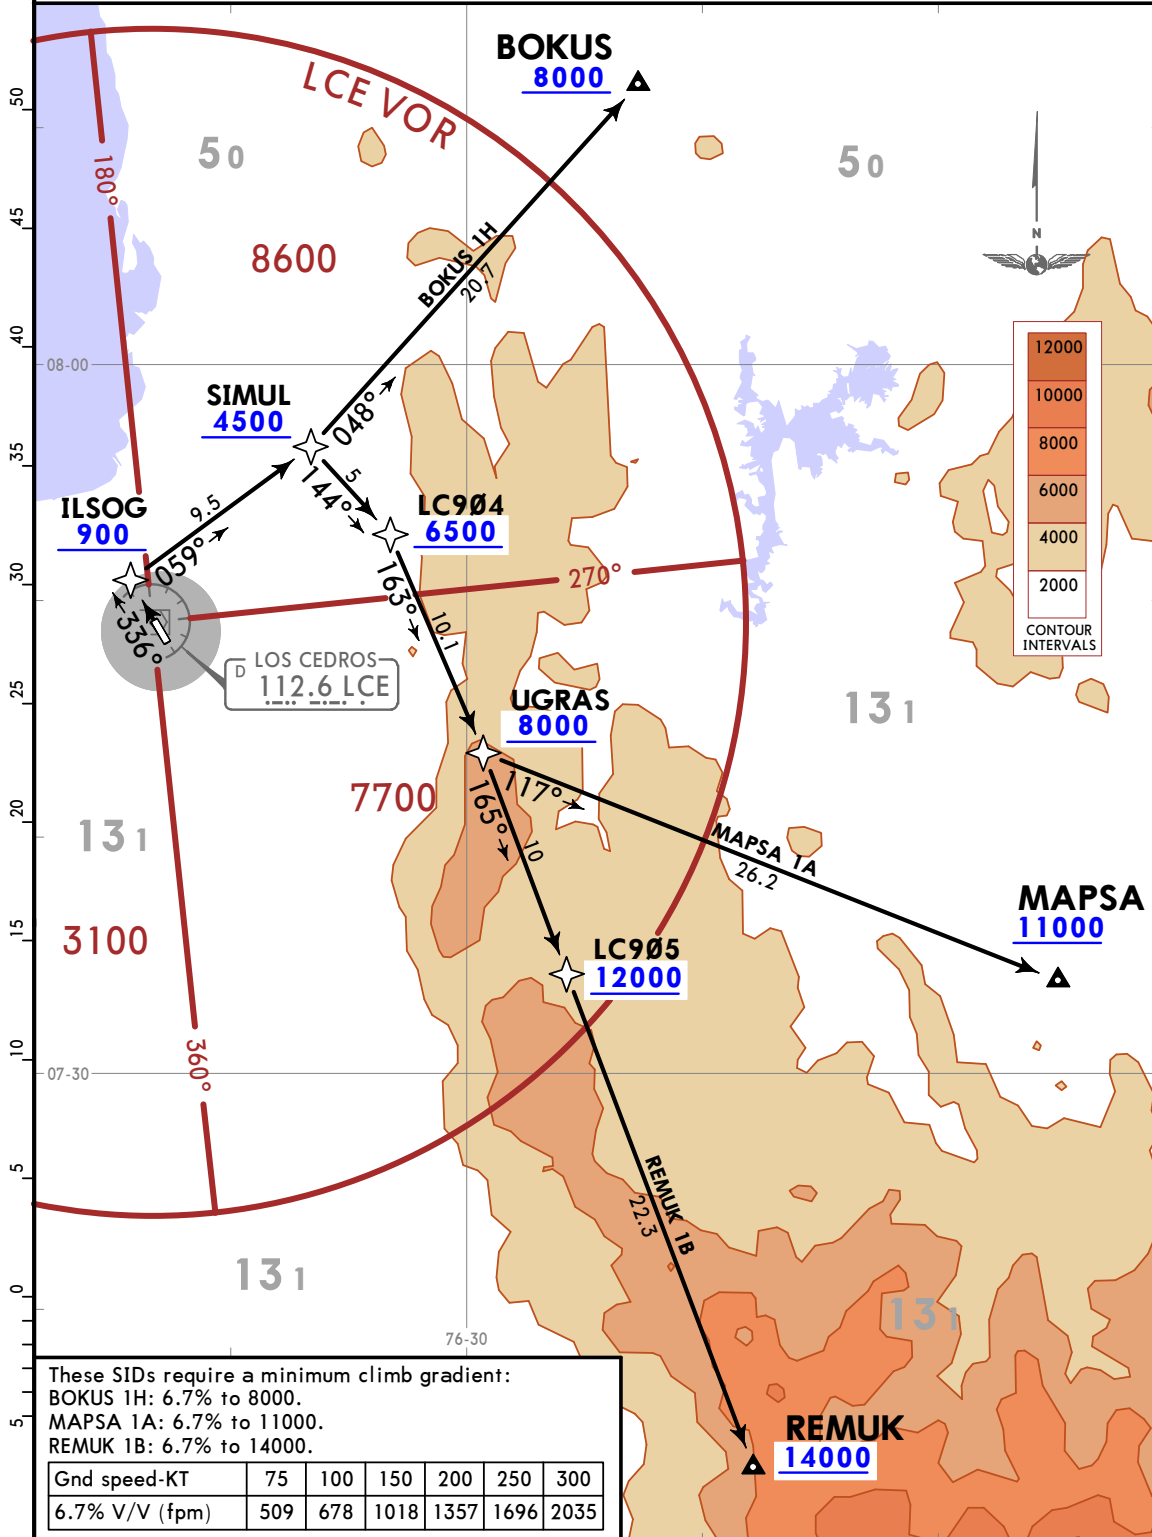 BOKUS
8000
LCE VOR
50
50
180°
50
45
40
35
30
25
20
15
10
5
0
5
8600
BOKUS 1H
20.7
N
08-00
12000
10000
8000
6000
4000
2000
CONTOUR
INTERVALS
SIMUL
4500
048°
5
144°
ILSOG
900
9.5
059°
LC9Ø4
6500
270°
163°
10.1
336°
D
LOS CEDROS
112.6 LCE
UGRAS
8000
131
7700
117°
165°
10
131
MAPSA 1A
26.2
MAPSA
11000
3100
LC9Ø5
12000
360°
07-30
REMUK 1B
22.3
131
131
76-30
These SIDs require a minimum climb gradient:
BOKUS 1H: 6.7% to 8000.
MAPSA 1A: 6.7% to 11000.
REMUK 1B: 6.7% to 14000.
Gnd speed-KT 75 100 150 200 250 300
6.7% V/V (fpm) 509 678 1018 1357 1696 2035
REMUK
14000